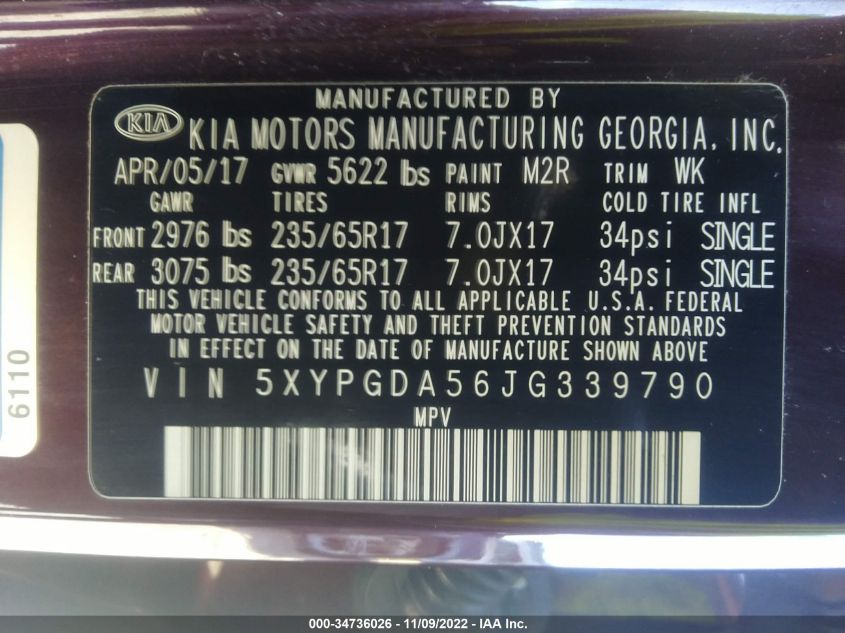 MANUFACTURED BY
KIA KIA MOTORS MANUFACTURING GEORGIA, INC.
APR/05/17 GVWR 5622 lbs PAINT M2R TRIM WK
GAWR TIRES RIMS COLD TIRE INFL
FRONT 2976 lbs 235/65R17 7.0JX17 34psi SINGLE
REAR 3075 lbs 235/65R17 7.0JX17 34psi SINGLE
THIS VEHICLE CONFORMS TO ALL APPLICABLE U.S.A. FEDERAL
MOTOR VEHICLE SAFETY AND THEFT PREVENTION STANDARDS
IN EFFECT ON THE DATE OF MANUFACTURE SHOWN ABOVE
VIN 5XYPGDA56JG339790
MPV
6110
000-34736026 - 11/09/2022 - IAA Inc.